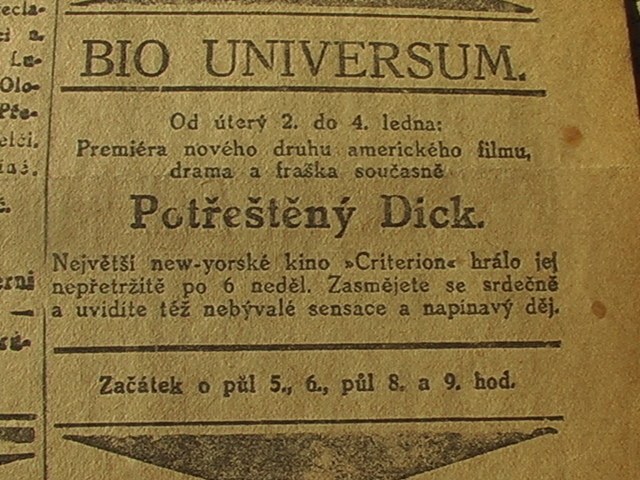 BIO UNIVERSUM.
Od úterý 2. do 4. ledna:
Premiéra nového druhu amerického filmu,
drama a fraška současně
Potřeštěný Dick.
Největší new-yorské kino »Criterion« hrálo jej
nepřetržitě po 6 neděl. Zasmějete se srdečně
a uvidíte též nebývalé sensace a napinavý děj.
Začátek o půl 5., 6., půl 8. a 9. hod.